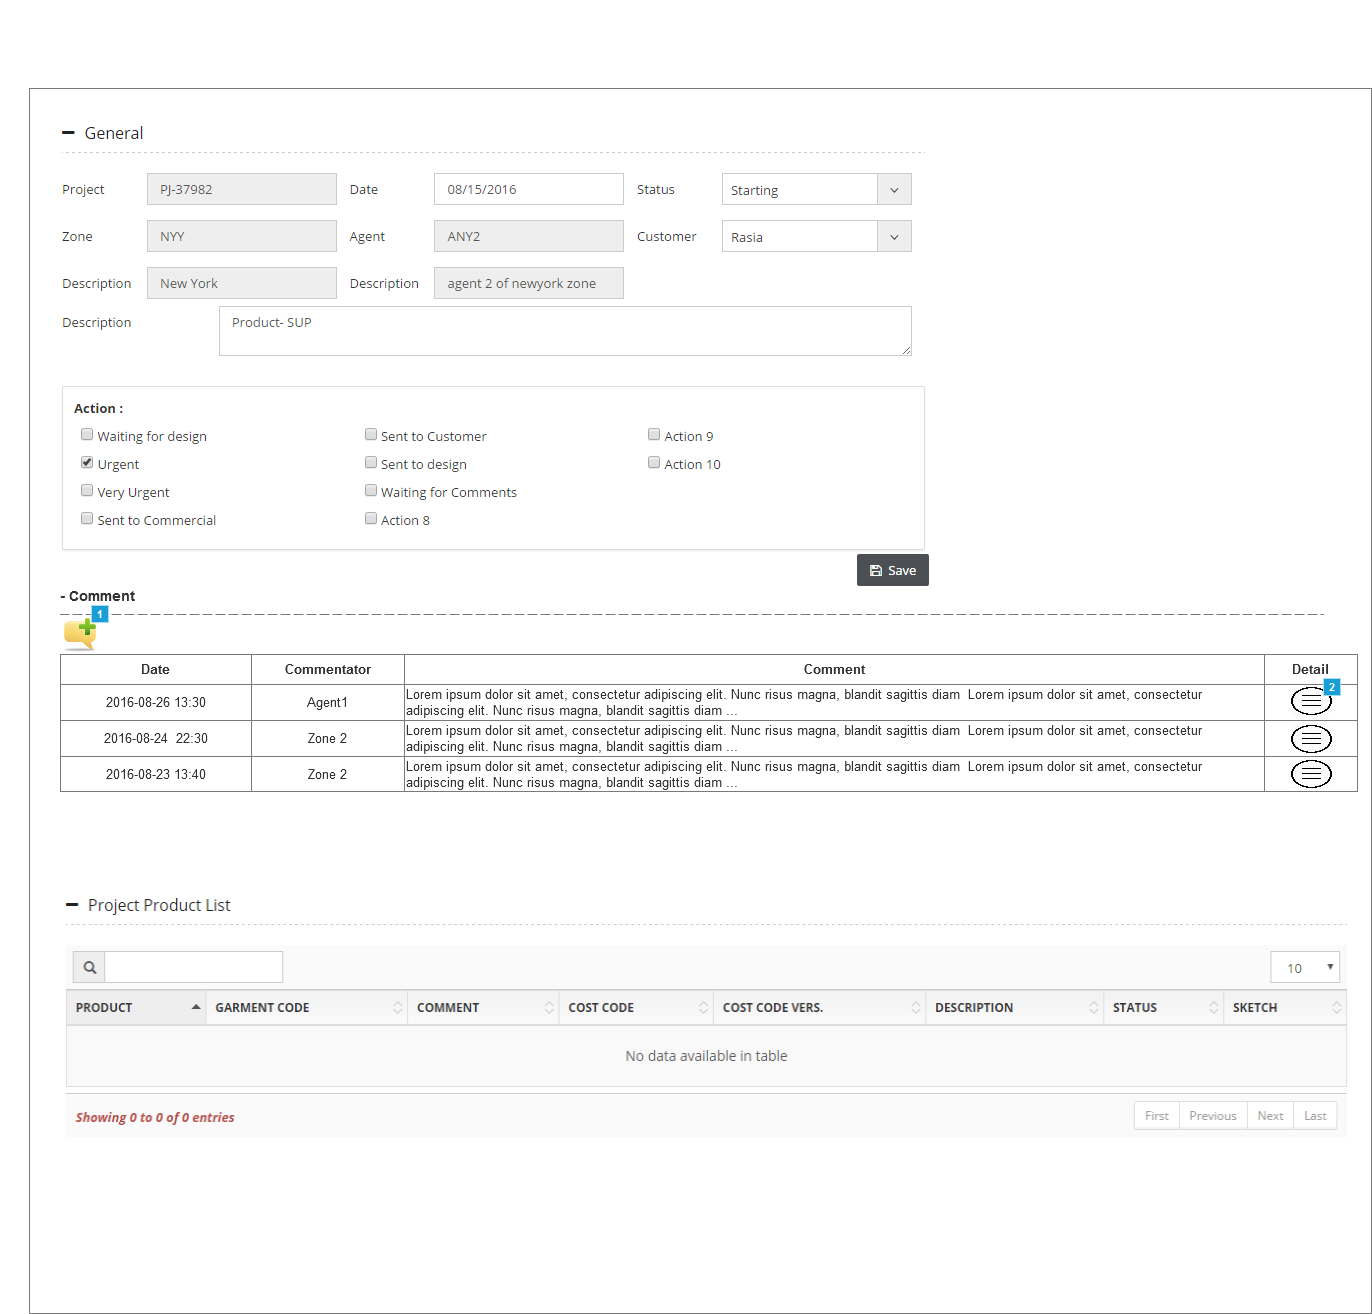 General
Project PJ-37982 Date 08/15/2016 Status Starting
Zone NYY Agent ANY2 Customer Rasia
Description New York Description agent 2 of newyork zone
Description Product- SUP
Action :
Waiting for design Sent to Customer Action 9
Urgent Sent to design Action 10
Very Urgent Waiting for Comments
Sent to Commercial Action 8
Save
- Comment
1
Date Commentator Comment Detail
2
2016-08-26 13:30 Agent1 Lorem ipsum dolor sit amet, consectetur adipiscing elit. Nunc risus magna, blandit sagittis diam Lorem ipsum dolor sit amet, consectetur
adipiscing elit. Nunc risus magna, blandit sagittis diam ...
2016-08-24 22:30 Zone 2 Lorem ipsum dolor sit amet, consectetur adipiscing elit. Nunc risus magna, blandit sagittis diam Lorem ipsum dolor sit amet, consectetur
adipiscing elit. Nunc risus magna, blandit sagittis diam ...
2016-08-23 13:40 Zone 2 Lorem ipsum dolor sit amet, consectetur adipiscing elit. Nunc risus magna, blandit sagittis diam Lorem ipsum dolor sit amet, consectetur
adipiscing elit. Nunc risus magna, blandit sagittis diam ...
Project Product List
10
PRODUCT GARMENT CODE COMMENT COST CODE COST CODE VERS. DESCRIPTION STATUS SKETCH
No data available in table
Showing 0 to 0 of 0 entries First Previous Next Last